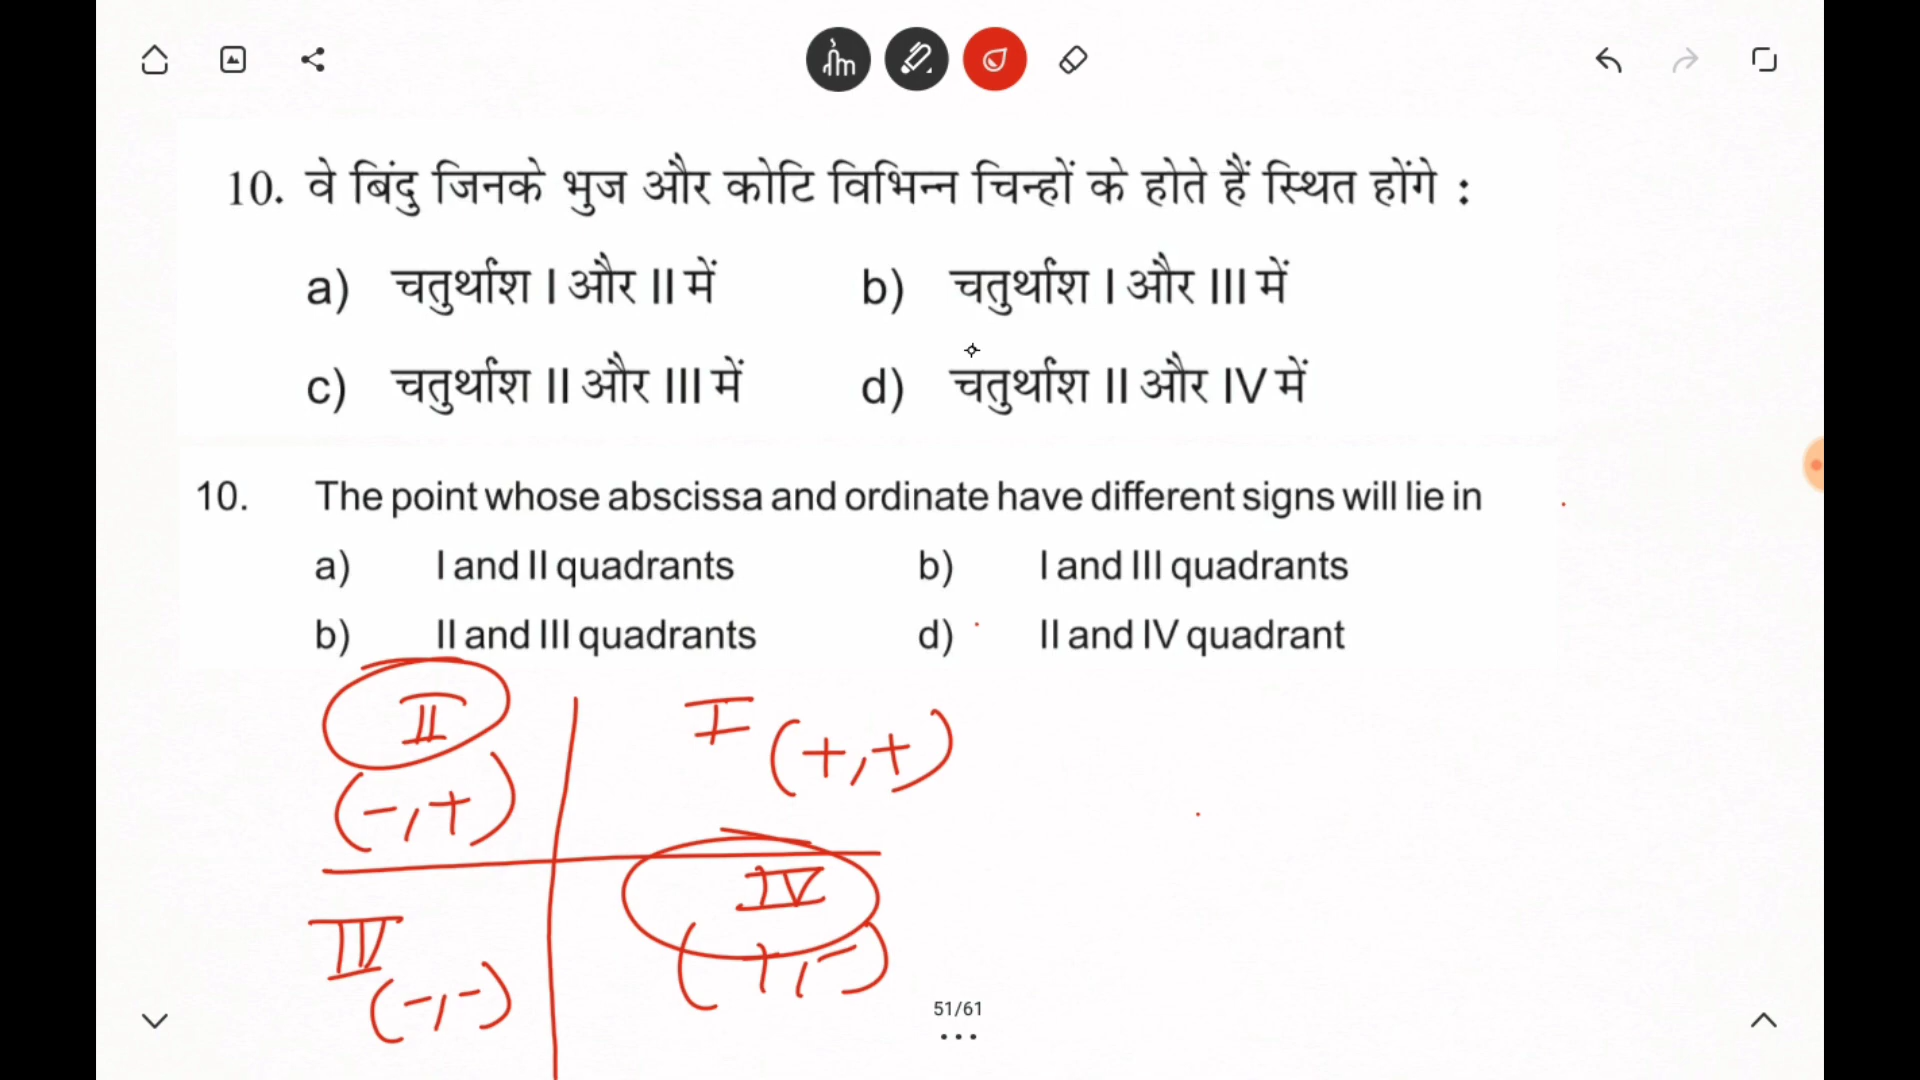 10. वे बिंदु जिनके भुज और कोटि विभिन्न चिन्हों के होते हैं स्थित होंगे :
a) चतुर्थांश I और II में b) चतुर्थांश I और III में
c) चतुर्थांश II और III में d) चतुर्थांश II और IV में
10. The point whose abscissa and ordinate have different signs will lie in
a) I and II quadrants b) I and III quadrants
b) II and III quadrants d) II and IV quadrant
II I
(-,+) (+,+)
IV
(+,-)
(-,-)
51/61